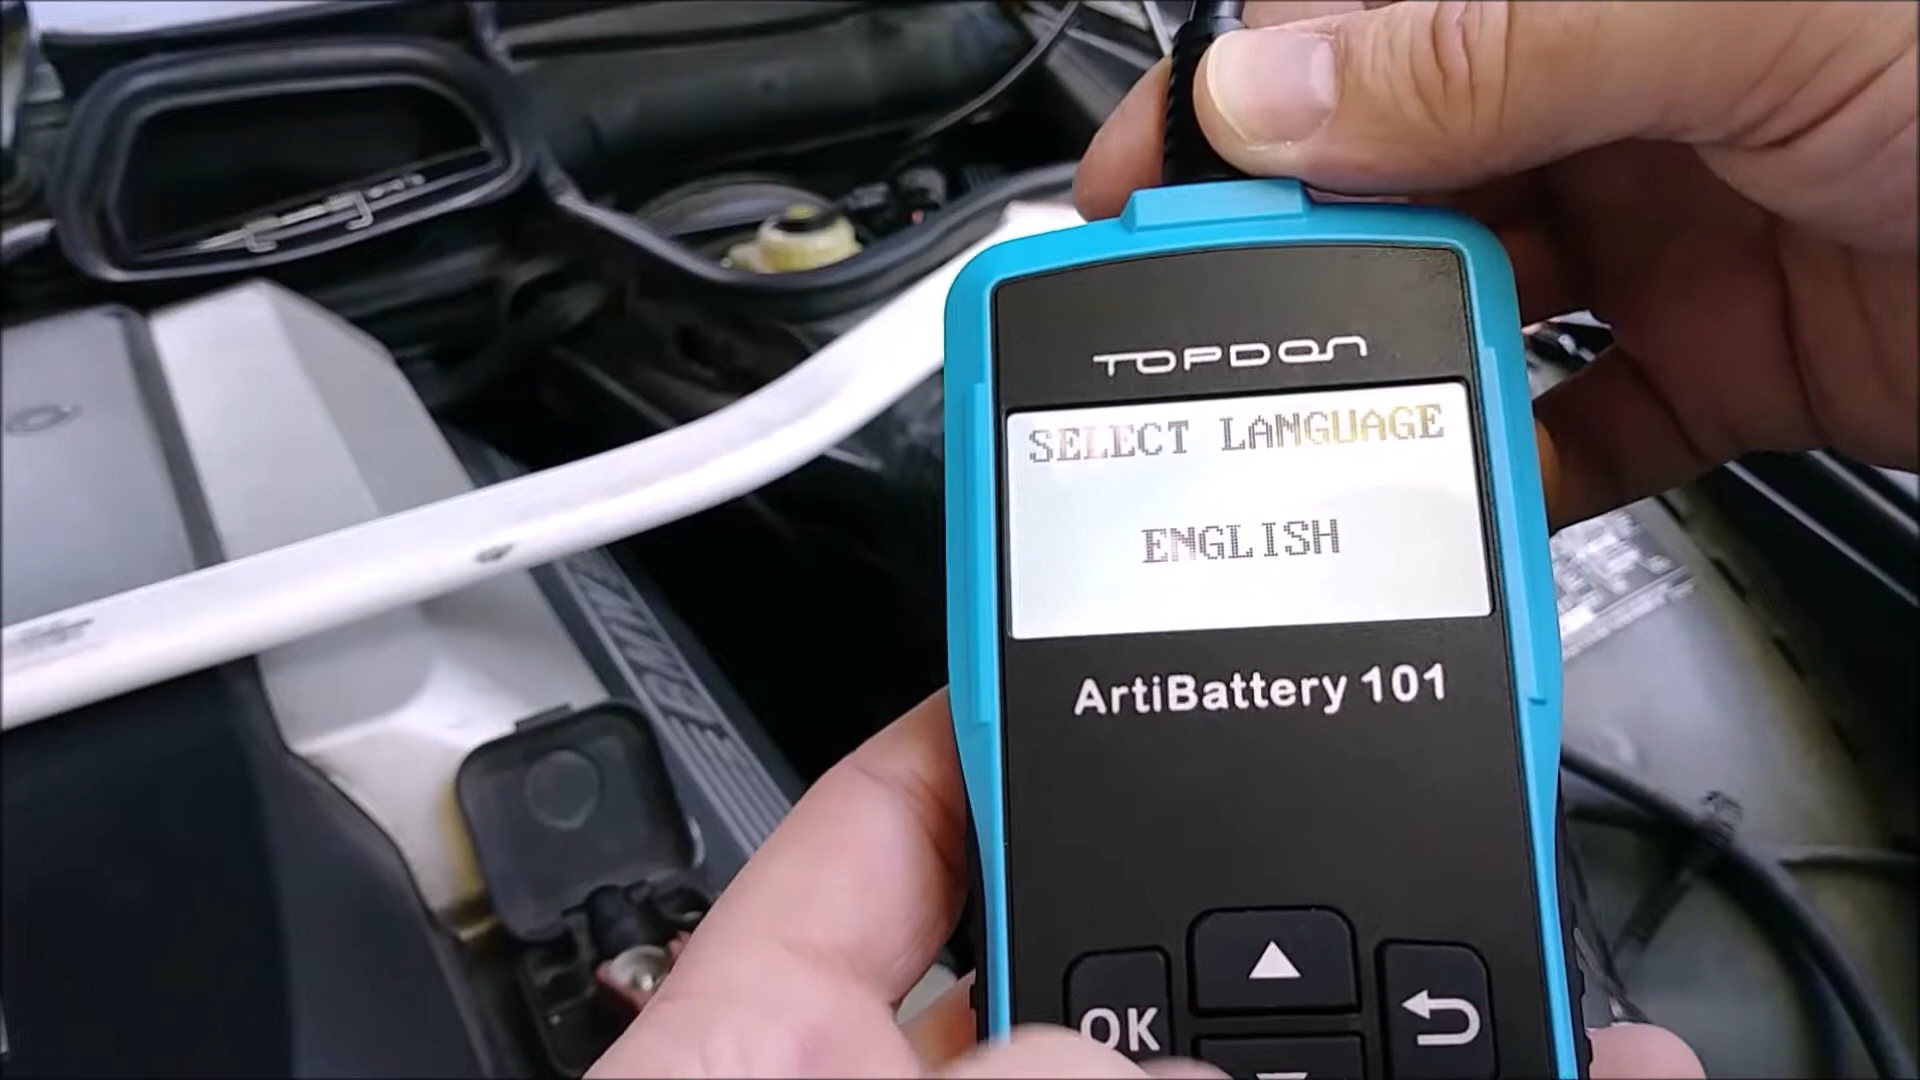 TOPDON
SELECT LANGUAGE
ENGLISH
ArtiBattery 101
OK